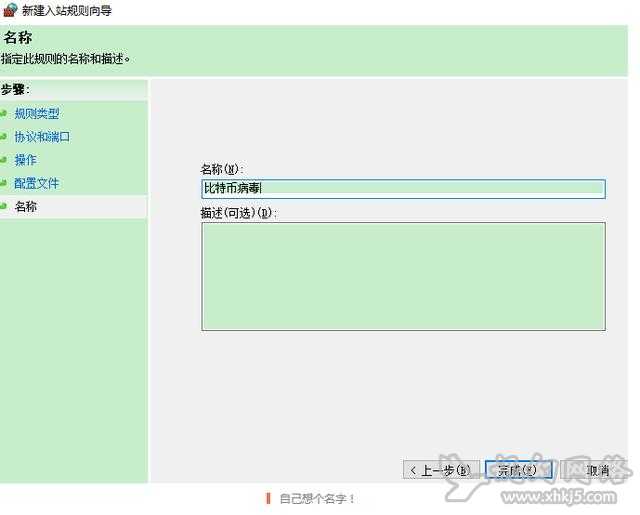 新建入站规则向导
名称
指定此规则的名称和描述。
步骤:
规则类型
协议和端口
操作
配置文件
名称
名称(N):
比特币病毒
描述(可选)(D):
< 上一步(B)
完成(F)
取消
网络
www.xhkj5.com
自己想个名字！